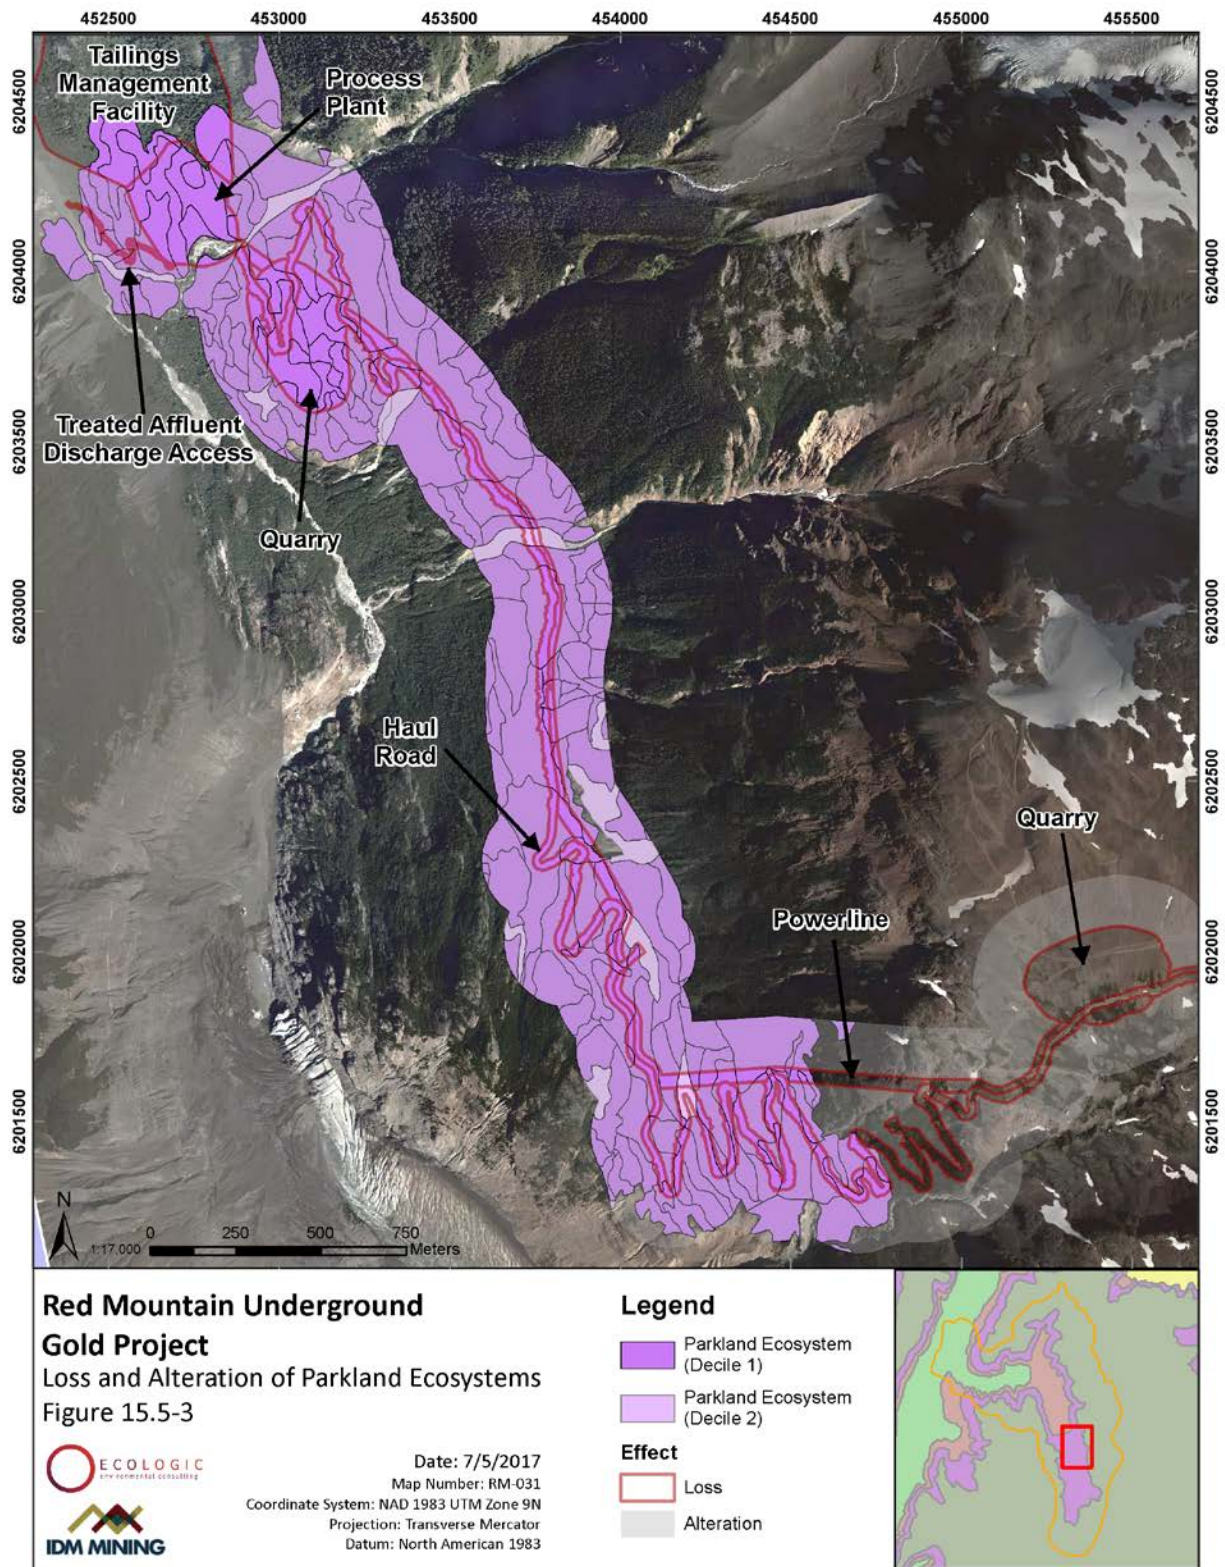 452500 453000 453500 454000 454500 455000 455500
6204500
6204000
6203500
6203000
6202500
6202000
6201500
6204500
6204000
6203500
6203000
6202500
6202000
6201500
Tailings
Management
Facility
Process
Plant
Treated Affluent
Discharge Access
Quarry
Haul
Road
Quarry
Powerline
N
1:17,000
0 250 500 750
Meters
Red Mountain Underground
Gold Project
Loss and Alteration of Parkland Ecosystems
Figure 15.5-3
ECOLOGIC
environmental consulting
IDM MINING
Date: 7/5/2017
Map Number: RM-031
Coordinate System: NAD 1983 UTM Zone 9N
Projection: Transverse Mercator
Datum: North American 1983
Legend
Parkland Ecosystem
(Decile 1)
Parkland Ecosystem
(Decile 2)
Effect
Loss
Alteration